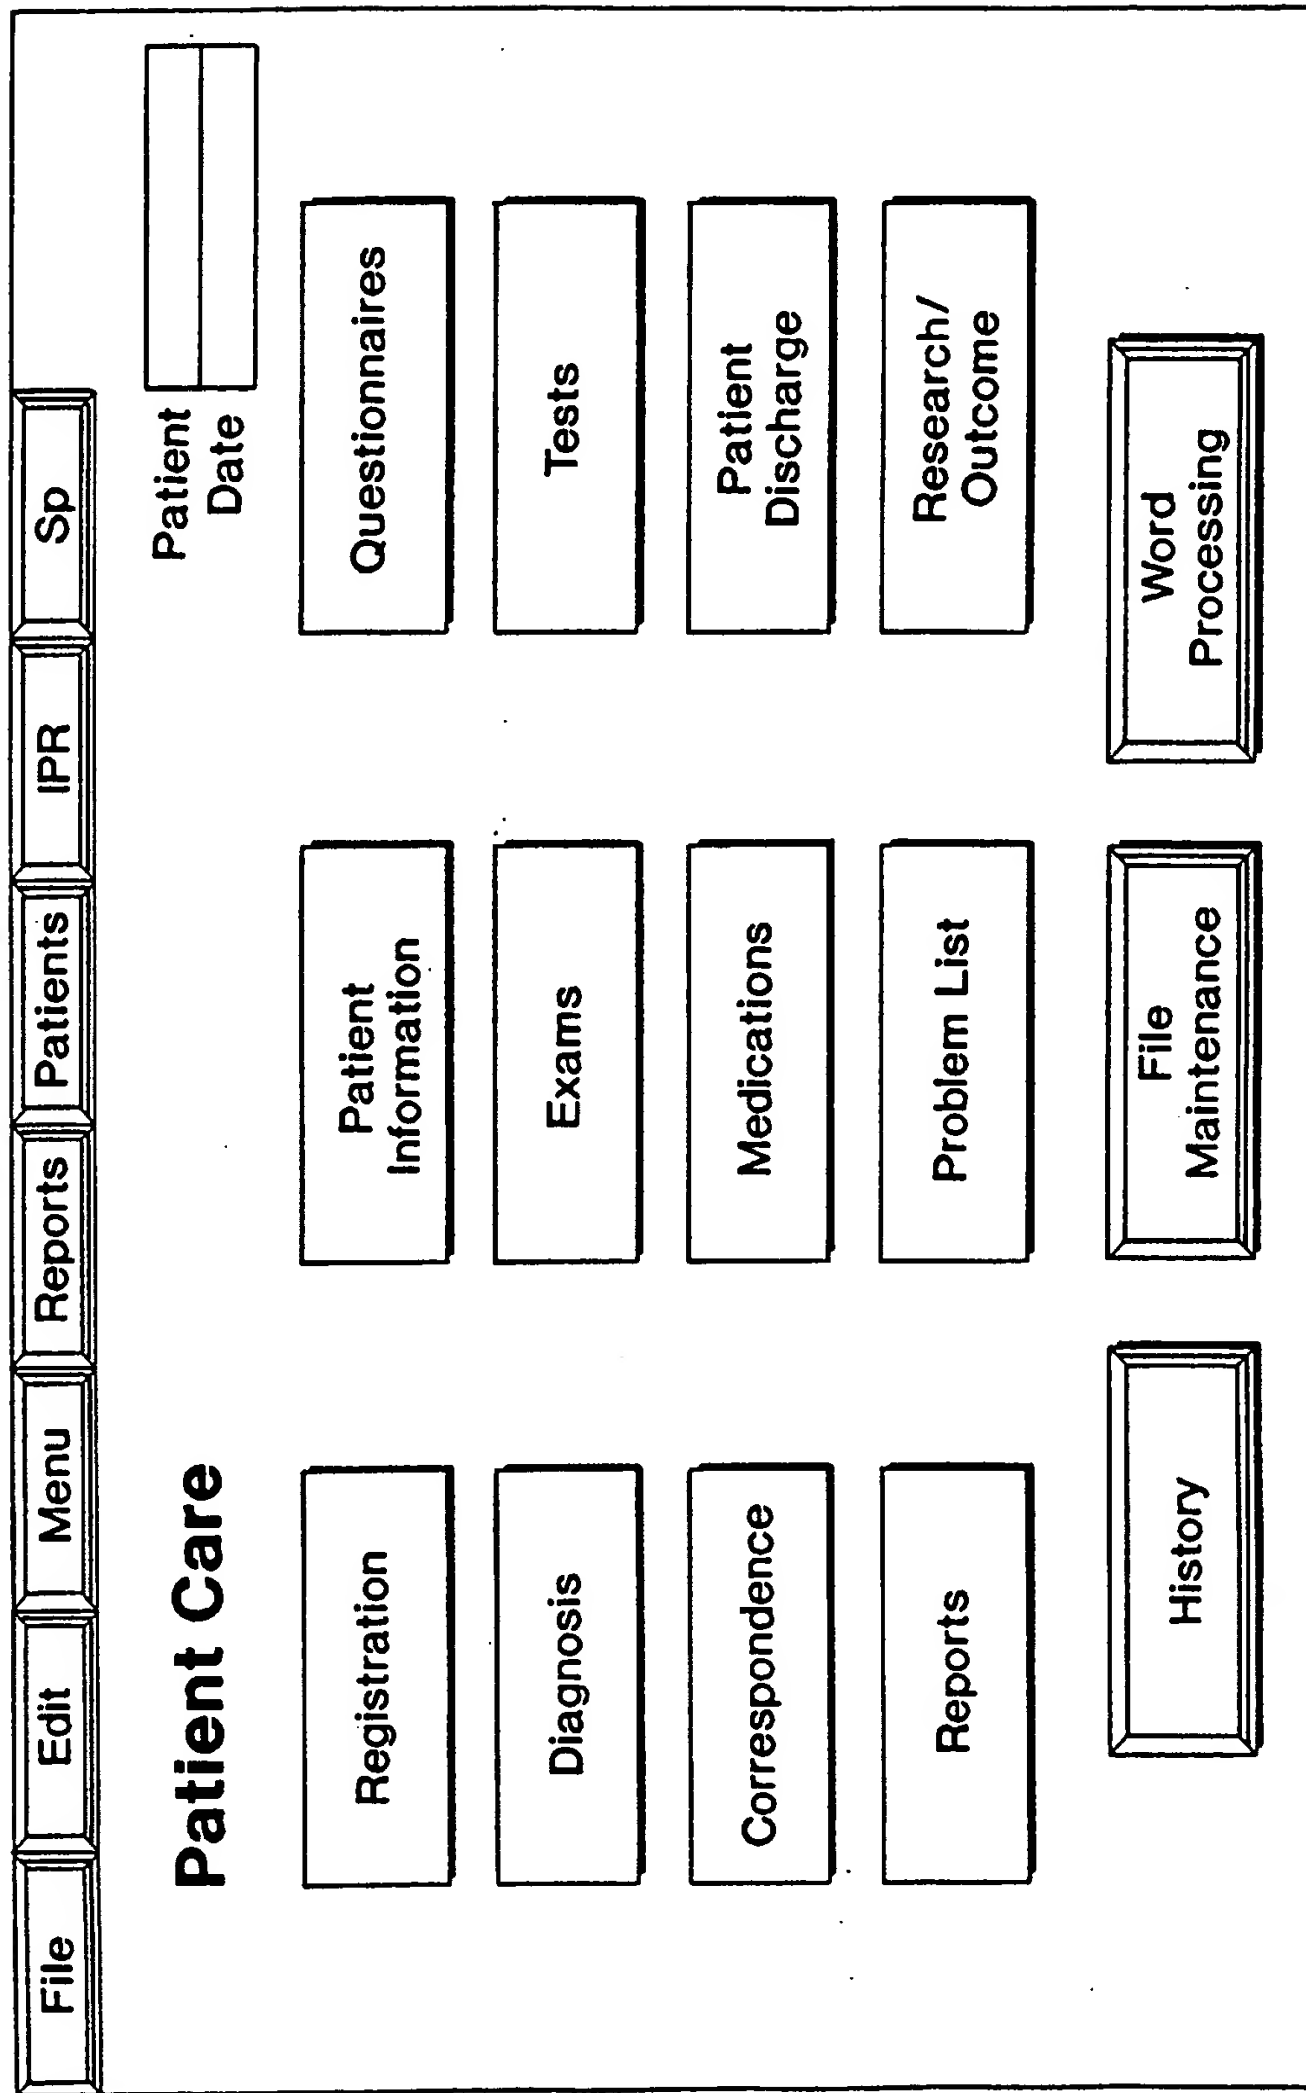 File
Edit
Menu
Reports
Patients
IPR
Sp
Patient Care
Patient
Date
Registration
Patient
Information
Questionnaires
Diagnosis
Exams
Tests
Correspondence
Medications
Patient
Discharge
Reports
Problem List
Research/
Outcome
History
File
Maintenance
Word
Processing